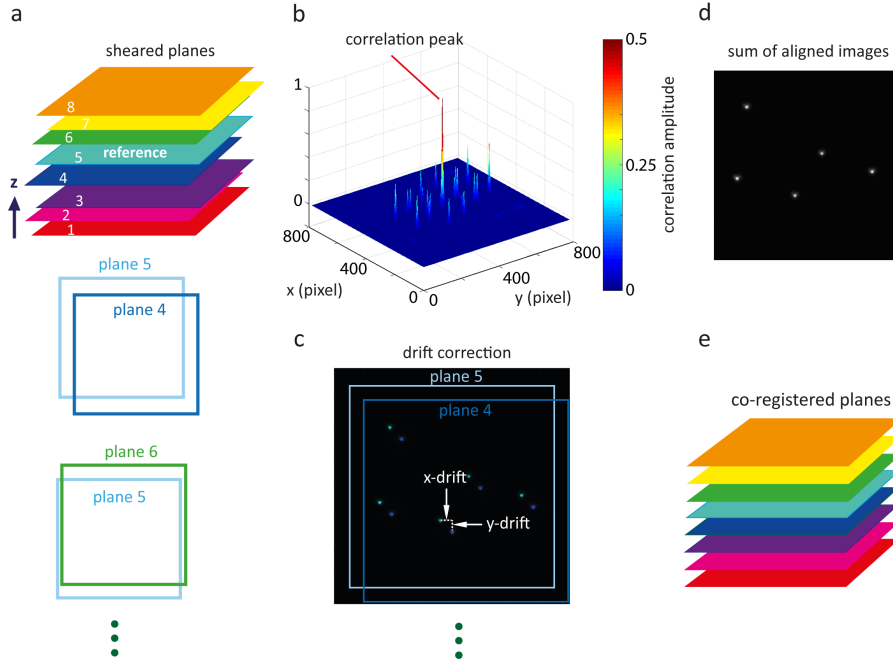 a
sheared planes
8
7
6
5
reference
4
3
2
1
z
plane 5
plane 4
plane 6
plane 5
b
correlation peak
1
0
800
400
0
x (pixel)
0
400
800
y (pixel)
0.5
0.25
0
correlation amplitude
c
drift correction
plane 5
plane 4
x-drift
y-drift
d
sum of aligned images
e
co-registered planes